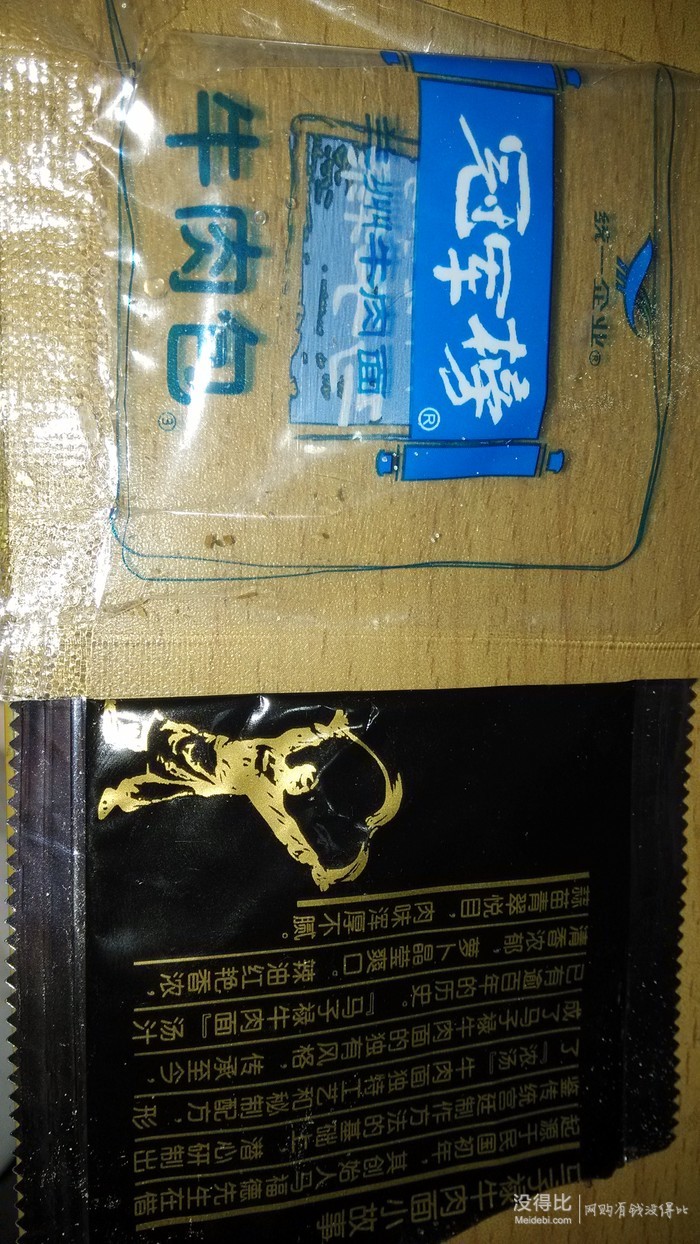 统一企业®
冠军榜®
兰州牛肉面
牛肉包③
马子禄牛肉面小故事
起源于民国初年，其创始人马福德先生在借
鉴传统宫廷制作方法的基础上，潜心研制出
了『浓汤』牛肉面独特工艺和秘制配方，形
成了马子禄牛肉面的独有风格，传承至今，
已有逾百年的历史。『马子禄牛肉面』汤汁
清香浓郁，萝卜晶莹爽口。辣油红艳香浓，
蒜苗青翠悦目，肉味浑厚不腻。
没得比
Meidebi.com
网购有钱没得比